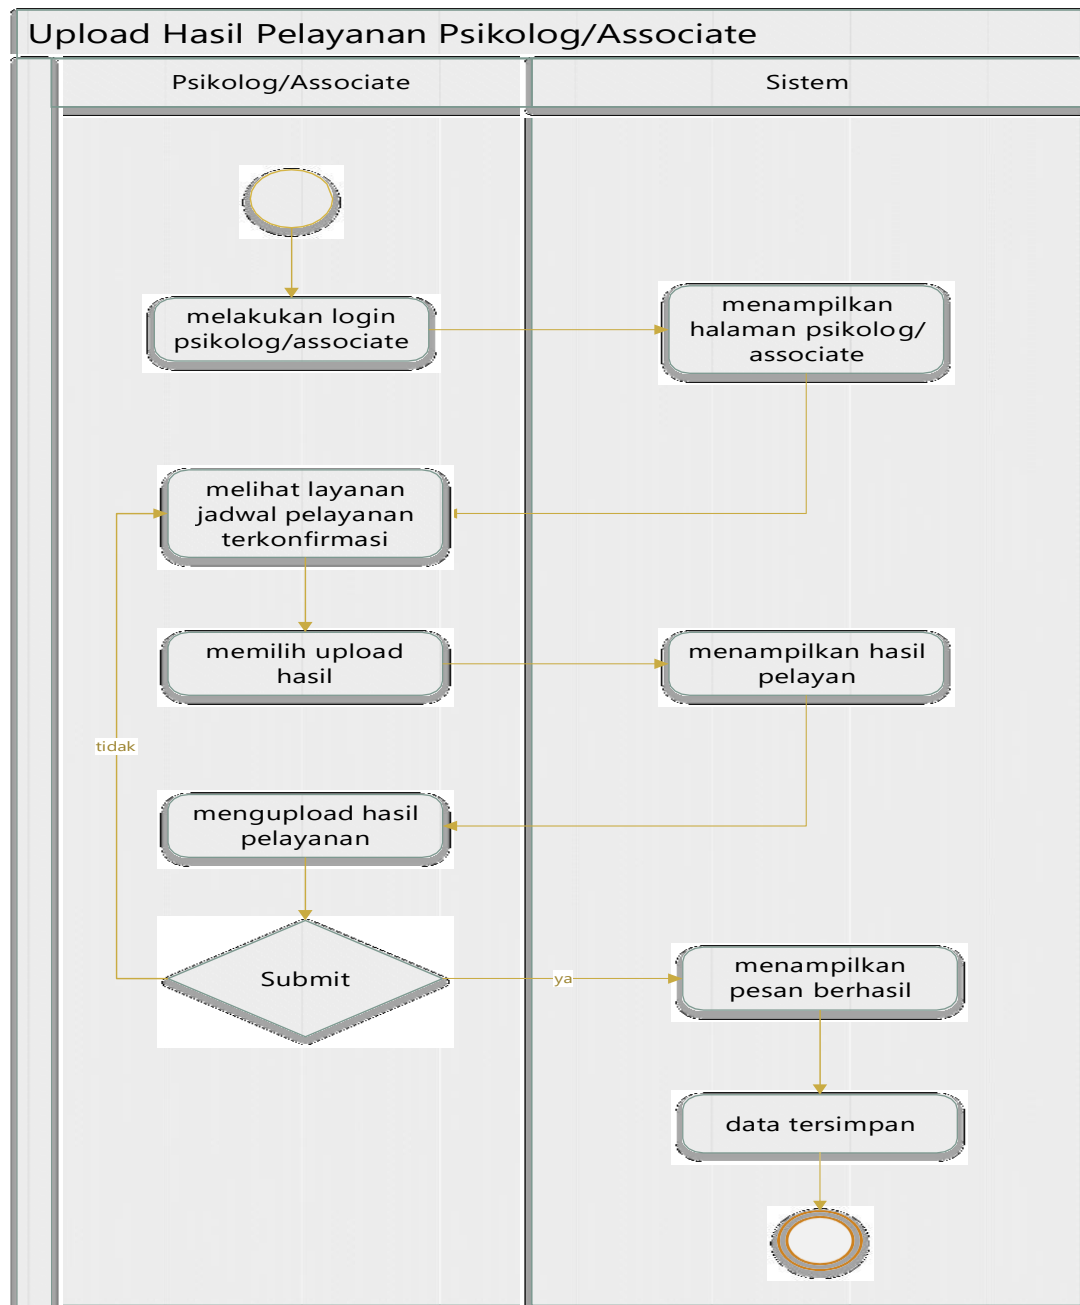 Upload Hasil Pelayanan Psikolog/Associate
Psikolog/Associate
Sistem
melakukan login
psikolog/associate
menampilkan
halaman psikolog/
associate
melihat layanan
jadwal pelayanan
terkonfirmasi
memilih upload
hasil
menampilkan hasil
pelayan
tidak
mengupload hasil
pelayanan
Submit
ya
menampilkan
pesan berhasil
data tersimpan